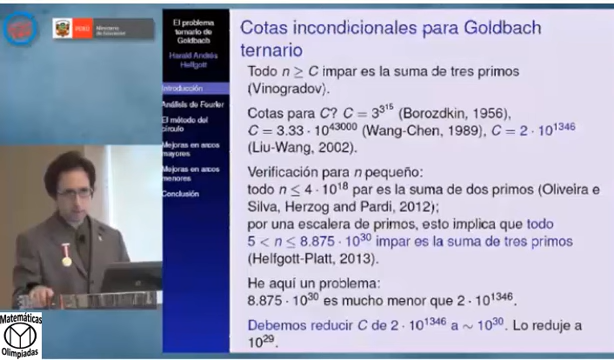 PERÚ
Ministerio
de Educación
El problema
ternario de
Goldbach
Harald Andrés
Helfgott
Introducción
Análisis de Fourier
El método del
círculo
Mejoras en arcos
mayores
Mejoras en arcos
menores
Conclusión
Cotas incondicionales para Goldbach
ternario
Todo n ≥ C impar es la suma de tres primos
(Vinogradov).
Cotas para C? C = 3^3^15 (Borozdkin, 1956),
C = 3.33 · 10^43000 (Wang-Chen, 1989), C = 2 · 10^1346
(Liu-Wang, 2002).
Verificación para n pequeño:
todo n ≤ 4 · 10^18 par es la suma de dos primos (Oliveira e
Silva, Herzog and Pardi, 2012);
por una escalera de primos, esto implica que todo
5 < n ≤ 8.875 · 10^30 impar es la suma de tres primos
(Helfgott-Platt, 2013).
He aquí un problema:
8.875 · 10^30 es mucho menor que 2 · 10^1346.
Debemos reducir C de 2 · 10^1346 a ∼ 10^30. Lo reduje a
10^29.
Matemáticas
Olimpiadas